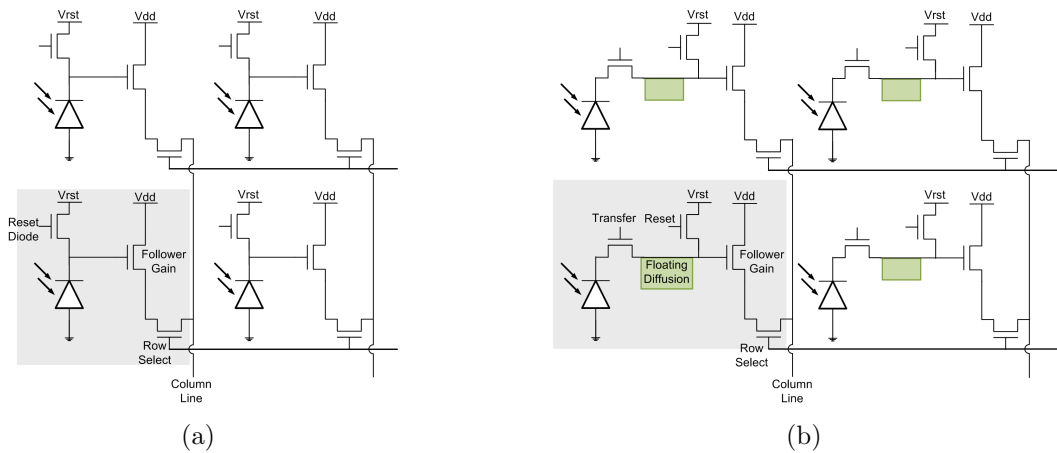 Vrst Vdd Vrst Vdd
Vrst Vdd
Reset
Diode
Follower
Gain
Row
Select
Column
Line
Vrst Vdd
(a)
Vrst Vdd
Vrst Vdd
Vrst Vdd
Transfer
Reset
Floating
Diffusion
Follower
Gain
Row
Select
Column
Line
Vrst Vdd
(b)